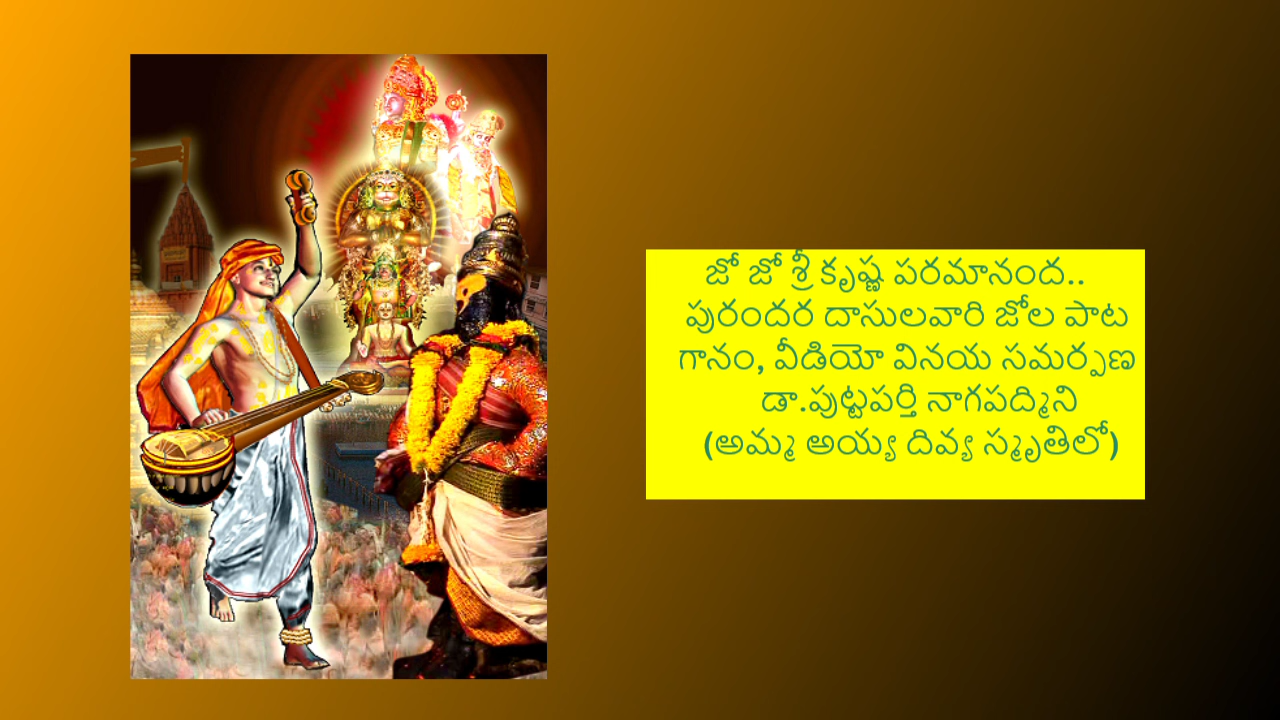 జో జో శ్రీ కృష్ణ పరమానంద..
పురందర దాసులవారి జోల పాట
గానం, వీడియో వినయ సమర్పణ
డా.పుట్టపర్తి నాగపద్మిని
(అమ్మ అయ్య దివ్య స్మృతిలో)